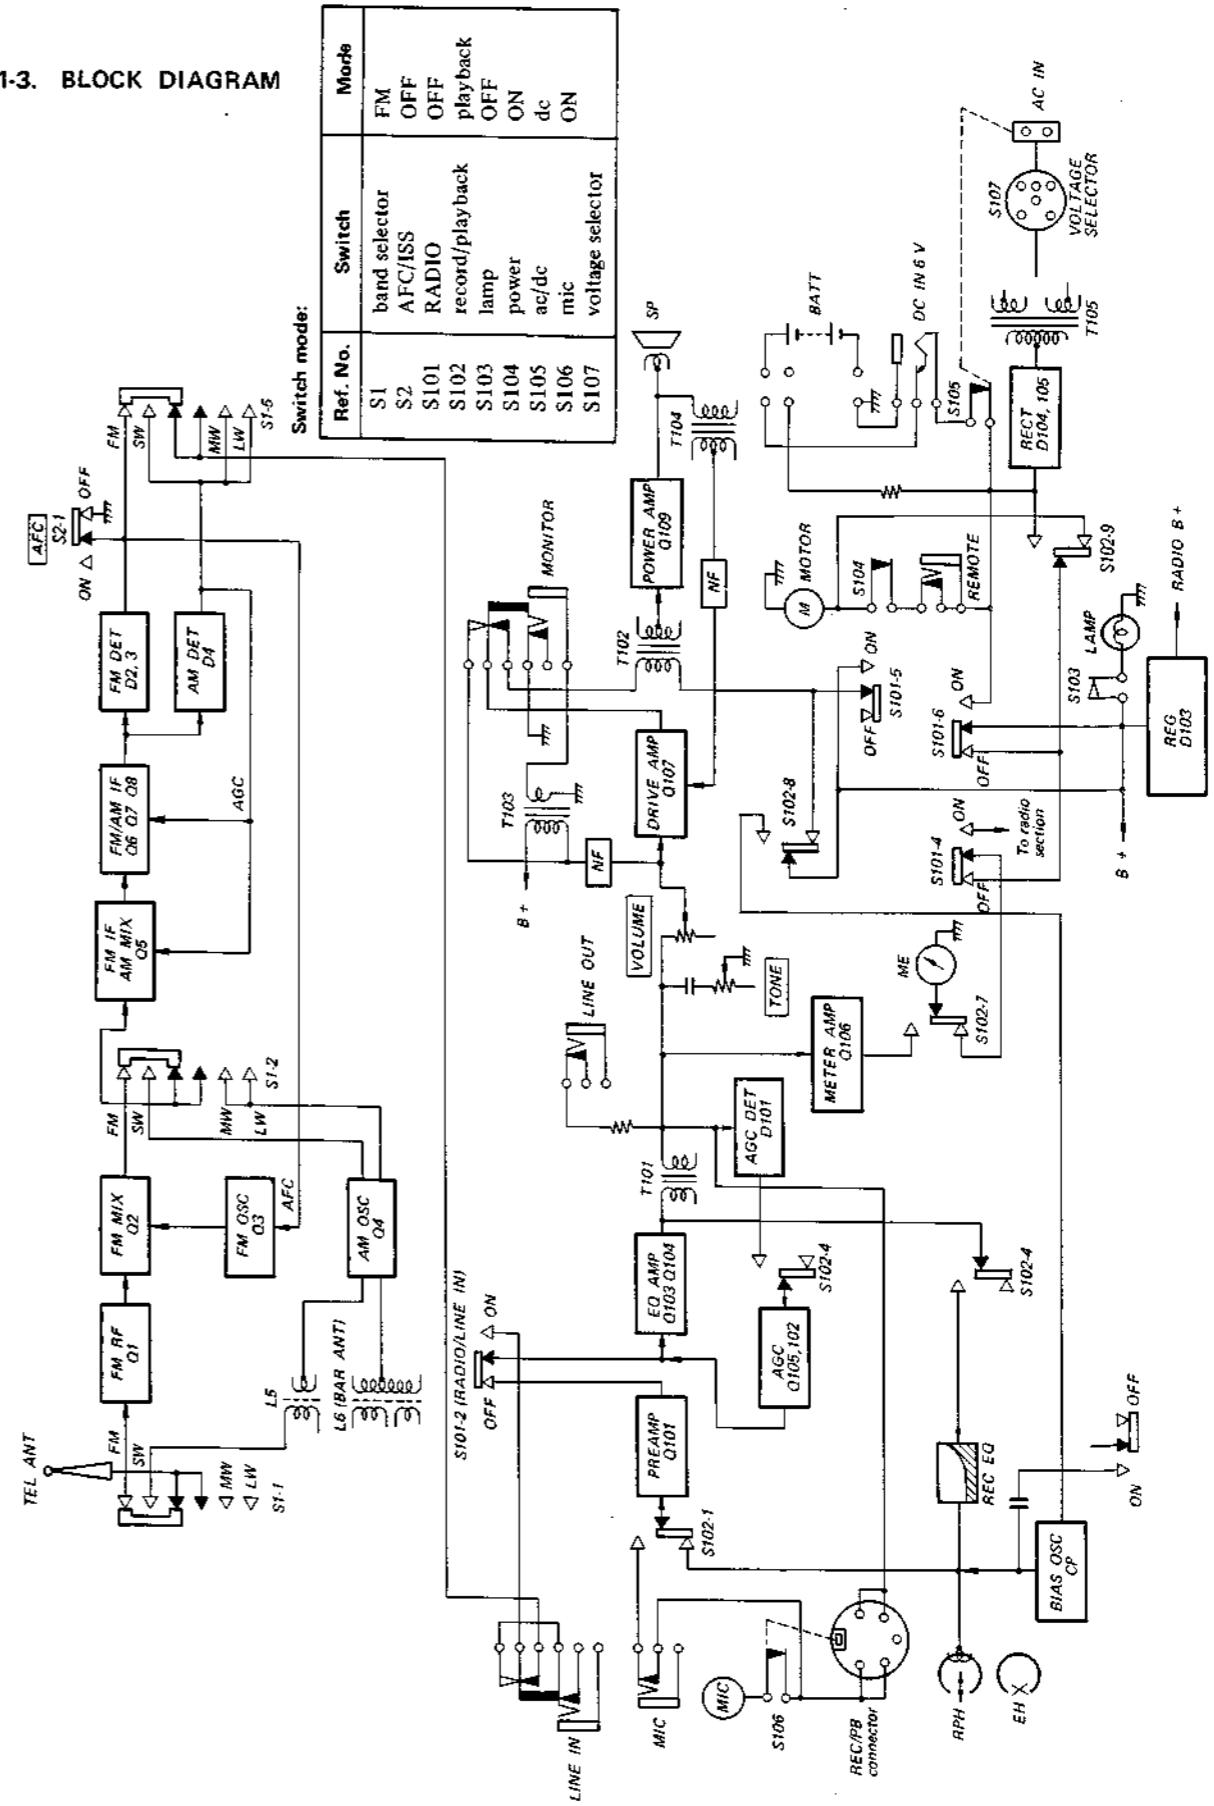 1-3. BLOCK DIAGRAM
Switch mode:
Ref. No. Switch Mode
S1 band selector FM
S2 AFC/ISS OFF
S101 RADIO OFF
S102 record/playback playback
S103 lamp OFF
S104 power ON
S105 ac/dc dc
S106 mic ON
S107 voltage selector
TEL ANT
FM
SW
MW
LW
S1-1
FM RF
Q1
FM MIX
Q2
FM OSC
Q3
AFC
AM OSC
Q4
L5
L6 (BAR ANT)
FM
SW
MW
LW
S1-2
FM IF
AM MIX
Q5
FM/AM IF
Q6 Q7 Q8
AGC
FM DET
D2, 3
AM DET
D4
AFC
S2-1
ON
OFF
FM
SW
MW
LW
S1-5
S101-2 (RADIO/LINE IN)
OFF
ON
LINE IN
MIC
MIC
S106
REC/PB
connector
RPH
EH
S102-1
PREAMP
Q101
EQ AMP
Q103 Q104
AGC
Q105,102
S102-4
T101
AGC DET
D101
LINE OUT
METER AMP
Q106
TONE
VOLUME
NF
B +
T103
DRIVE AMP
Q107
MONITOR
T102
POWER AMP
Q109
NF
T104
SP
REC EQ
S102-4
BIAS OSC
CP
ON
OFF
ME
S102-7
S101-4
OFF
ON
To radio
section
S102-8
S101-5
OFF
ON
S101-6
OFF
ON
B +
REG
D103
RADIO B +
S103
LAMP
M
MOTOR
S104
REMOTE
S102-9
BATT
DC IN 6 V
S105
RECT
D104, 105
T105
S107
VOLTAGE
SELECTOR
AC IN